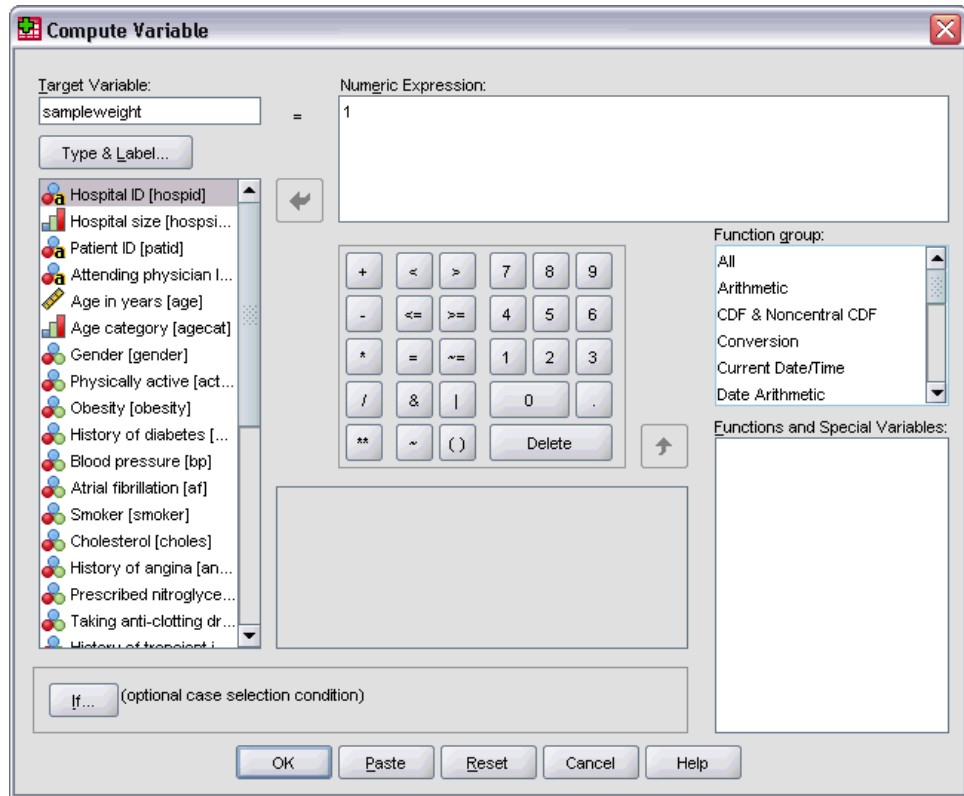 Compute Variable
Target Variable:
sampleweight
=
Numeric Expression:
1
Type & Label...
Hospital ID [hospid]
Hospital size [hospsi...
Patient ID [patid]
Attending physician I...
Age in years [age]
Age category [agecat]
Gender [gender]
Physically active [act...
Obesity [obesity]
History of diabetes [...
Blood pressure [bp]
Atrial fibrillation [af]
Smoker [smoker]
Cholesterol [choles]
History of angina [an...
Prescribed nitroglyce...
Taking anti-clotting dr...
History of transient i...
+ < > 7 8 9
- <= >= 4 5 6
* = ~= 1 2 3
/ & | 0 .
** ~ ( ) Delete
Function group:
All
Arithmetic
CDF & Noncentral CDF
Conversion
Current Date/Time
Date Arithmetic
Functions and Special Variables:
If... (optional case selection condition)
OK Paste Reset Cancel Help